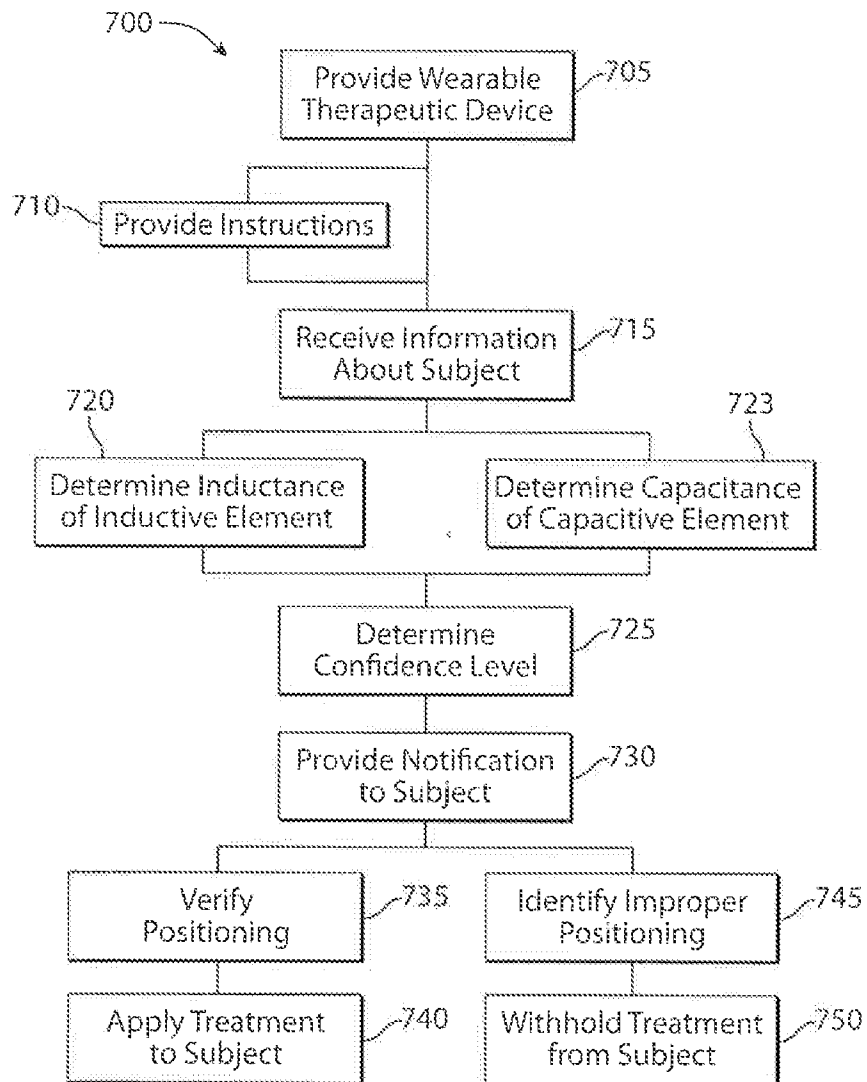 700
Provide Wearable
Therapeutic Device
705
710
Provide Instructions
Receive Information
About Subject
715
720
723
Determine Inductance
of Inductive Element
Determine Capacitance
of Capacitive Element
Determine
Confidence Level
725
Provide Notification
to Subject
730
Verify
Positioning
735
Identify Improper
Positioning
745
Apply Treatment
to Subject
740
Withhold Treatment
from Subject
750